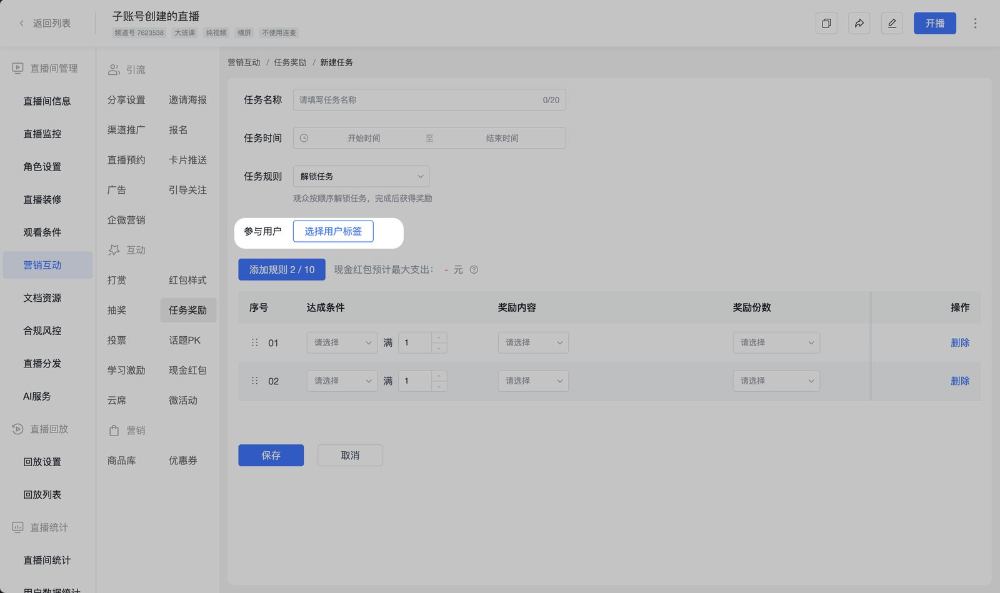 返回列表
子账号创建的直播
频道号 7623538 大班课 纯视频 横屏 不使用连麦
开播
直播间管理
直播间信息
直播监控
角色设置
直播装修
观看条件
营销互动
文档资源
合规风控
直播分发
AI服务
直播回放
回放设置
回放列表
直播统计
直播间统计
用户数据统计
引流
分享设置 邀请海报
渠道推广 报名
直播预约 卡片推送
广告 引导关注
企微营销
互动
打赏 红包样式
抽奖 任务奖励
投票 话题PK
学习激励 现金红包
云席 微活动
营销
商品库 优惠券
营销互动 / 任务奖励 / 新建任务
任务名称 请填写任务名称 0/20
任务时间 开始时间 至 结束时间
任务规则 解锁任务
观众按顺序解锁任务，完成后获得奖励
参与用户 选择用户标签
添加规则 2 / 10 现金红包预计最大支出： - 元
序号 达成条件 奖励内容 奖励份数 操作
01 请选择 满 1 请选择 请选择 删除
02 请选择 满 1 请选择 请选择 删除
保存 取消